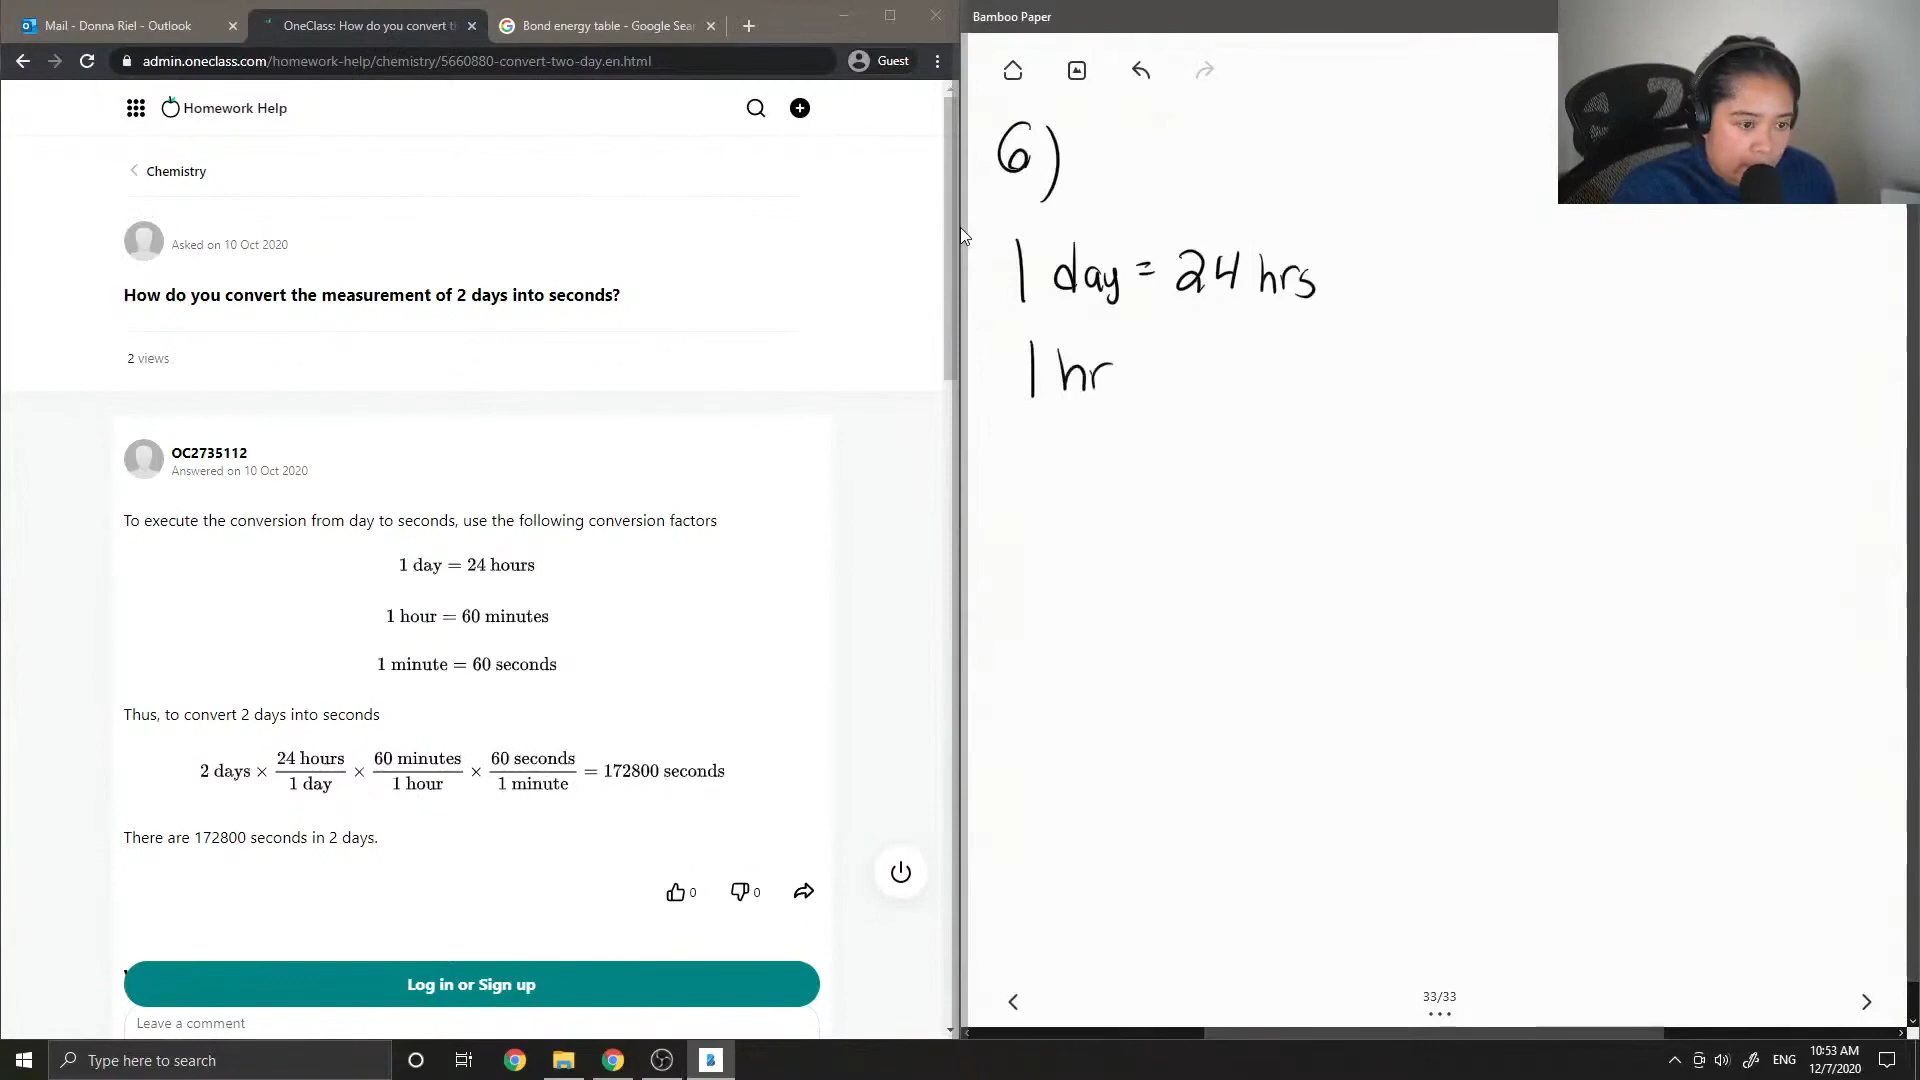 Mail - Donna Riel - Outlook
OneClass: How do you convert th
Bond energy table - Google Sear
Bamboo Paper
admin.oneclass.com/homework-help/chemistry/5660880-convert-two-day.en.html
Guest
Homework Help
Chemistry
Asked on 10 Oct 2020
How do you convert the measurement of 2 days into seconds?
2 views
OC2735112
Answered on 10 Oct 2020
To execute the conversion from day to seconds, use the following conversion factors
1 day = 24 hours
1 hour = 60 minutes
1 minute = 60 seconds
Thus, to convert 2 days into seconds
2 days × 24 hours/1 day × 60 minutes/1 hour × 60 seconds/1 minute = 172800 seconds
There are 172800 seconds in 2 days.
0 0
Log in or Sign up
Leave a comment
6)
1 day = 24 hrs
1 hr
33/33
Type here to search
ENG
10:53 AM
12/7/2020